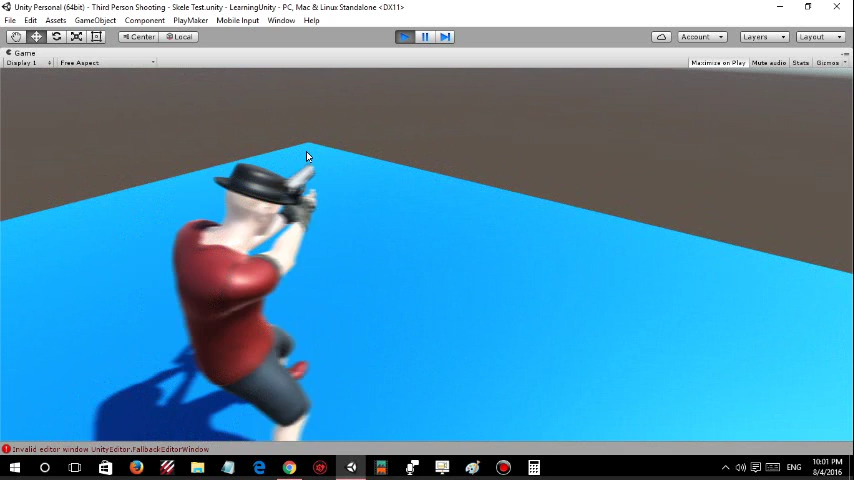 Unity Personal (64bit) - Third Person Shooting - Skele Test.unity - LearningUnity - PC, Mac & Linux Standalone <DX11>
File Edit Assets GameObject Component PlayMaker Mobile Input Window Help
Center Local Account Layers Layout
Game
Display 1 Free Aspect Maximize on Play Mute audio Stats Gizmos
Invalid editor window UnityEditor.FallbackEditorWindow
ENG 10:01 PM
8/4/2016